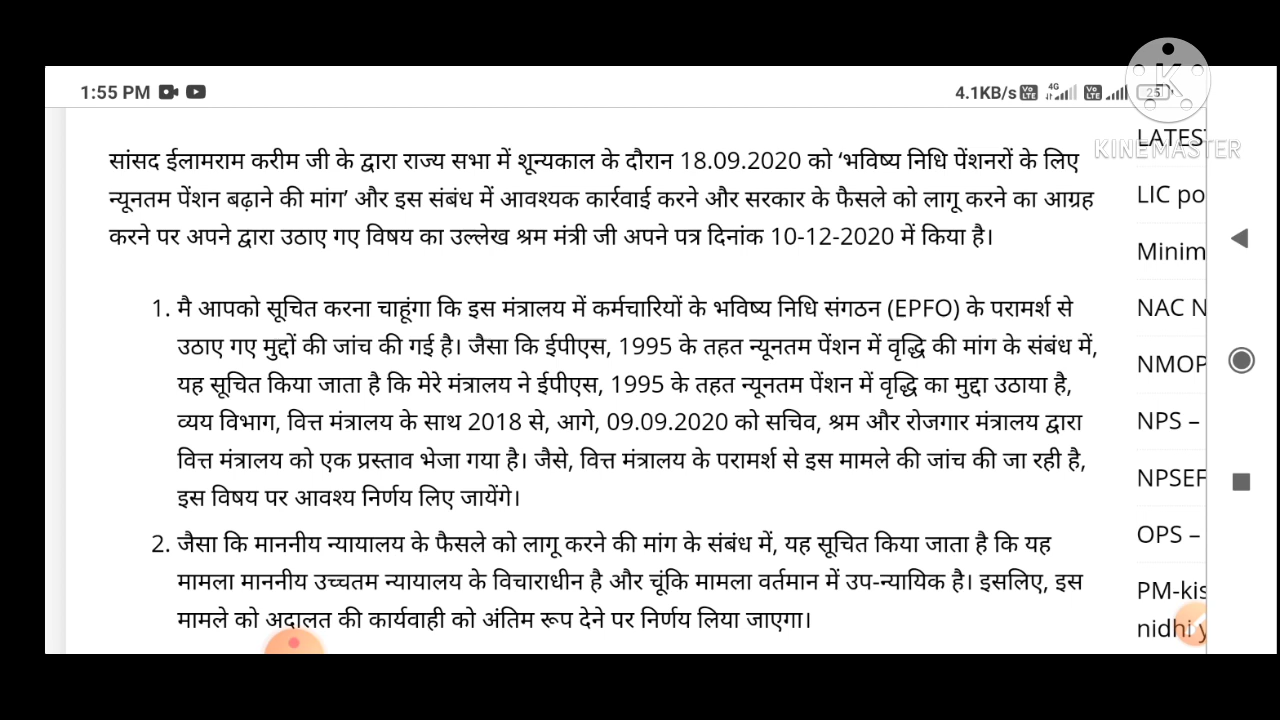 1:55 PM
4.1KB/s Vo LTE 4G Vo LTE 25
KINEMASTER
सांसद ईलामराम करीम जी के द्वारा राज्य सभा में शून्यकाल के दौरान 18.09.2020 को ‘भविष्य निधि पेंशनरों के लिए
न्यूनतम पेंशन बढ़ाने की मांग’ और इस संबंध में आवश्यक कार्रवाई करने और सरकार के फैसले को लागू करने का आग्रह
करने पर अपने द्वारा उठाए गए विषय का उल्लेख श्रम मंत्री जी अपने पत्र दिनांक 10-12-2020 में किया है।
1. मै आपको सूचित करना चाहूंगा कि इस मंत्रालय में कर्मचारियों के भविष्य निधि संगठन (EPFO) के परामर्श से
उठाए गए मुद्दों की जांच की गई है। जैसा कि ईपीएस, 1995 के तहत न्यूनतम पेंशन में वृद्धि की मांग के संबंध में,
यह सूचित किया जाता है कि मेरे मंत्रालय ने ईपीएस, 1995 के तहत न्यूनतम पेंशन में वृद्धि का मुद्दा उठाया है,
व्यय विभाग, वित्त मंत्रालय के साथ 2018 से, आगे, 09.09.2020 को सचिव, श्रम और रोजगार मंत्रालय द्वारा
वित्त मंत्रालय को एक प्रस्ताव भेजा गया है। जैसे, वित्त मंत्रालय के परामर्श से इस मामले की जांच की जा रही है,
इस विषय पर आवश्य निर्णय लिए जायेंगे।
2. जैसा कि माननीय न्यायालय के फैसले को लागू करने की मांग के संबंध में, यह सूचित किया जाता है कि यह
मामला माननीय उच्चतम न्यायालय के विचाराधीन है और चूंकि मामला वर्तमान में उप-न्यायिक है। इसलिए, इस
मामले को अदालत की कार्यवाही को अंतिम रूप देने पर निर्णय लिया जाएगा।
LATEST
LIC po
Minim
NAC N
NMOP
NPS –
NPSEF
OPS –
PM-kis
nidhi y